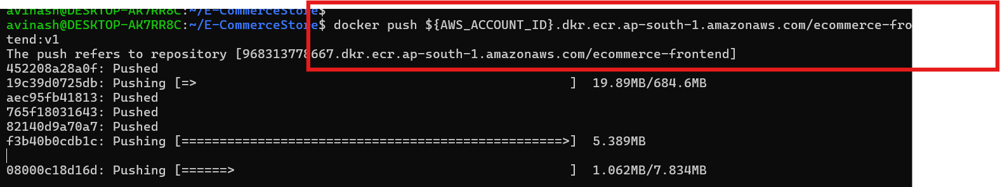 avinash@DESKTOP-AK7RR8C:~/E-CommerceStore$
avinash@DESKTOP-AK7RR8C:~/E-CommerceStore$ docker push ${AWS_ACCOUNT_ID}.dkr.ecr.ap-south-1.amazonaws.com/ecommerce-fro
tend:v1
The push refers to repository [968313778667.dkr.ecr.ap-south-1.amazonaws.com/ecommerce-frontend]
452208a28a0f: Pushed
19c39d0725db: Pushing [=>                                                 ]  19.89MB/684.6MB
aec95fb41813: Pushed
765f18031643: Pushed
82140d9a70a7: Pushed
f3b40b0cdb1c: Pushing [==================================================>]  5.389MB
08000c18d16d: Pushing [======>                                            ]  1.062MB/7.834MB